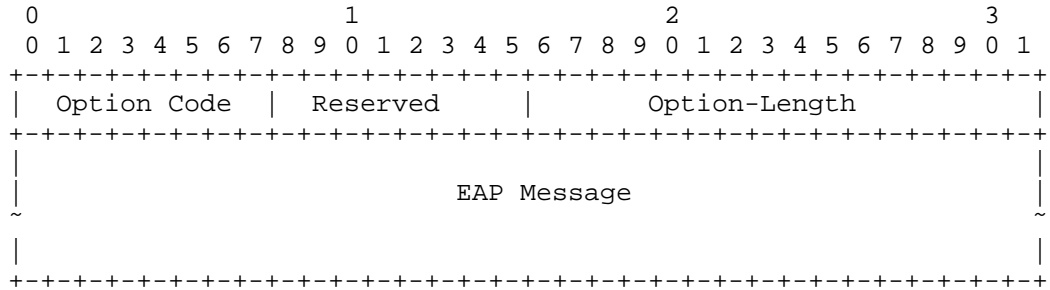 0                   1                   2                   3
 0 1 2 3 4 5 6 7 8 9 0 1 2 3 4 5 6 7 8 9 0 1 2 3 4 5 6 7 8 9 0 1
+-+-+-+-+-+-+-+-+-+-+-+-+-+-+-+-+-+-+-+-+-+-+-+-+-+-+-+-+-+-+-+-+
|  Option Code  |  Reserved     |       Option-Length           |
+-+-+-+-+-+-+-+-+-+-+-+-+-+-+-+-+-+-+-+-+-+-+-+-+-+-+-+-+-+-+-+-+
|                                                               |
|                           EAP Message                         |
~                                                               ~
|                                                               |
+-+-+-+-+-+-+-+-+-+-+-+-+-+-+-+-+-+-+-+-+-+-+-+-+-+-+-+-+-+-+-+-+